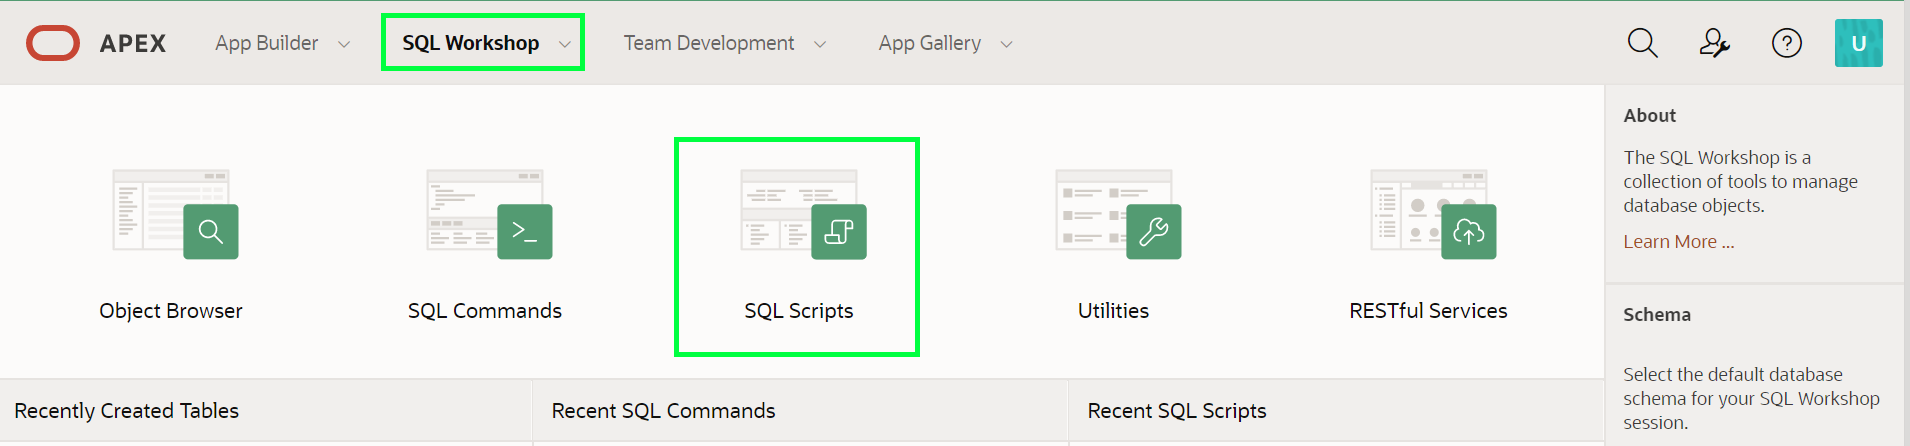 APEX App Builder SQL Workshop Team Development App Gallery U
Object Browser SQL Commands SQL Scripts Utilities RESTful Services
Recently Created Tables Recent SQL Commands Recent SQL Scripts
About
The SQL Workshop is a
collection of tools to manage
database objects.
Learn More ...
Schema
Select the default database
schema for your SQL Workshop
session.